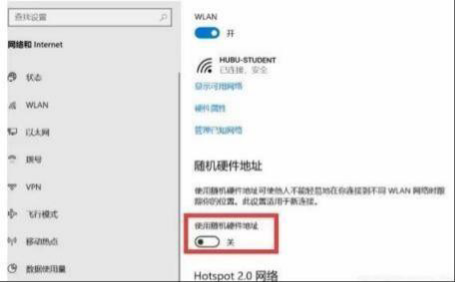 查找设置
网络和 Internet
状态
WLAN
以太网
拨号
VPN
飞行模式
移动热点
数据使用量
WLAN
开
HUBU-STUDENT
已连接，安全
显示可用网络
硬件属性
管理已知网络
随机硬件地址
使用随机硬件地址可使他人不能轻易地在你连接到不同 WLAN 网络时跟
踪你的位置。此设置适用于新连接。
使用随机硬件地址
关
Hotspot 2.0 网络